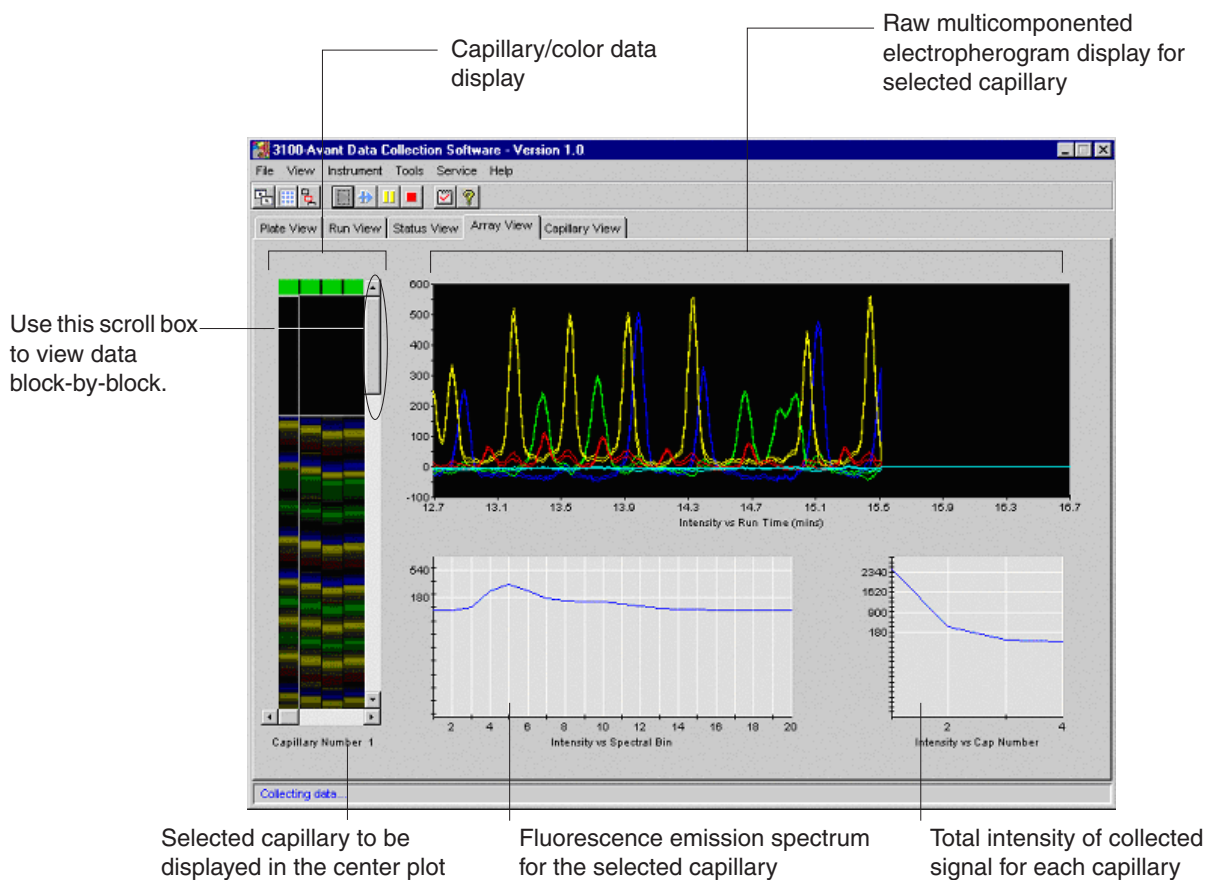 Capillary/color data
display
Raw multicomponented
electropherogram display for
selected capillary
3100-Avant Data Collection Software - Version 1.0
File View Instrument Tools Service Help
Plate View Run View Status View Array View Capillary View
Use this scroll box
to view data
block-by-block.
600
500
400
300
200
100
0
-100
12.7 13.1 13.5 13.9 14.3 14.7 15.1 15.5 15.9 16.3 16.7
Intensity vs Run Time (mins)
540
180
2 4 6 8 10 12 14 16 18 20
Intensity vs Spectral Bin
2340
1620
900
180
2 4
Intensity vs Cap Number
Capillary Number 1
Collecting data...
Selected capillary to be
displayed in the center plot
Fluorescence emission spectrum
for the selected capillary
Total intensity of collected
signal for each capillary